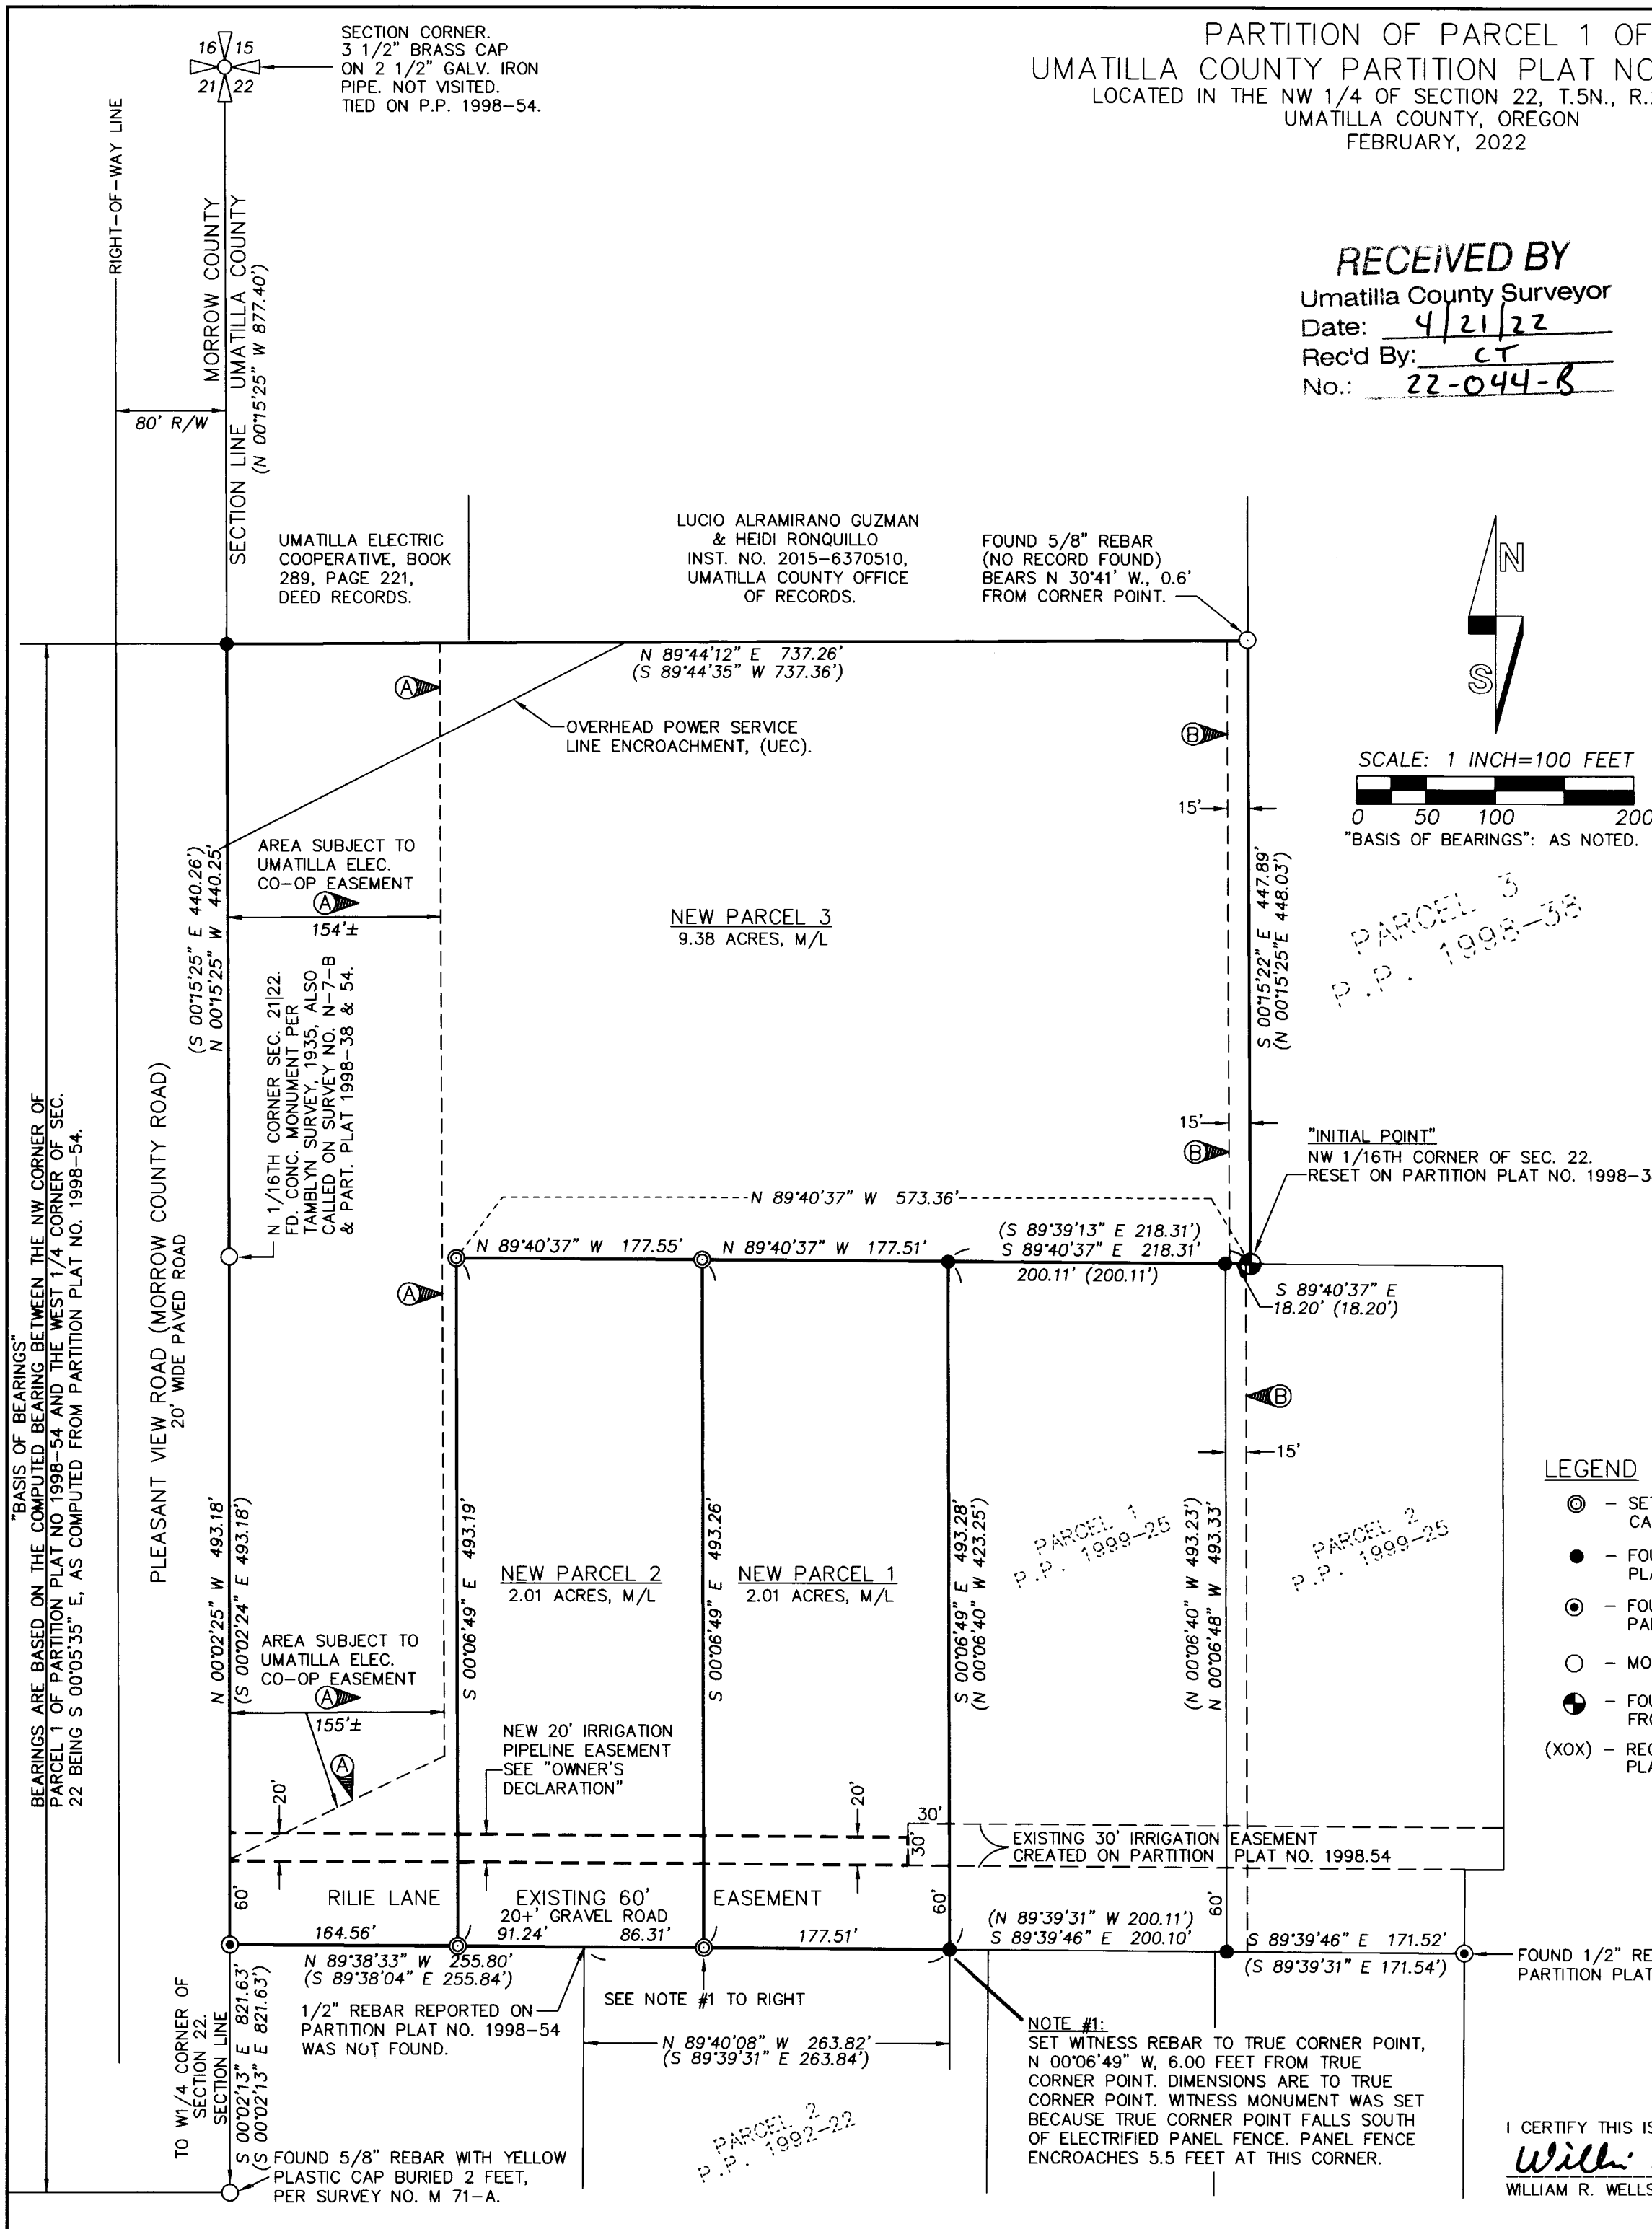 PARTITION OF PARCEL 1 OF
UMATILLA COUNTY PARTITION PLAT NO
LOCATED IN THE NW 1/4 OF SECTION 22, T.5N., R.
UMATILLA COUNTY, OREGON
FEBRUARY, 2022
RECEIVED BY
Umatilla County Surveyor
Date: 4/21/22
Rec'd By: CT
No.: 22-044-B
16 15
21 22
SECTION CORNER.
3 1/2" BRASS CAP
ON 2 1/2" GALV. IRON
PIPE. NOT VISITED.
TIED ON P.P. 1998-54.
RIGHT-OF-WAY LINE
MORROW COUNTY
SECTION LINE UMATILLA COUNTY
(N 00°15'25" W 877.40')
80' R/W
UMATILLA ELECTRIC
COOPERATIVE, BOOK
289, PAGE 221,
DEED RECORDS.
LUCIO ALRAMIRANO GUZMAN
& HEIDI RONQUILLO
INST. NO. 2015-6370510,
UMATILLA COUNTY OFFICE
OF RECORDS.
FOUND 5/8" REBAR
(NO RECORD FOUND)
BEARS N 30°41' W., 0.6'
FROM CORNER POINT.
N
S
SCALE: 1 INCH=100 FEET
0 50 100 200
"BASIS OF BEARINGS": AS NOTED.
N 89°44'12" E 737.26'
(S 89°44'35" W 737.36')
A
OVERHEAD POWER SERVICE
LINE ENCROACHMENT, (UEC).
B
15'
AREA SUBJECT TO
UMATILLA ELEC.
CO-OP EASEMENT
A
154'±
(S 00°15'25" E 440.26')
N 00°15'25" W 440.25'
NEW PARCEL 3
9.38 ACRES, M/L
S 00°15'22" E 447.89'
(N 00°15'25"E 448.03')
PARCEL 3
P.P. 1998-38
N 1/16TH CORNER SEC. 21|22.
FD. CONC. MONUMENT PER
TAMBLYN SURVEY, 1935, ALSO
CALLED ON SURVEY NO. N-7-B
& PART. PLAT 1998-38 & 54.
15'
B
"INITIAL POINT"
NW 1/16TH CORNER OF SEC. 22.
RESET ON PARTITION PLAT NO. 1998-3
"BASIS OF BEARINGS"
BEARINGS ARE BASED ON THE COMPUTED BEARING BETWEEN THE NW CORNER OF
PARCEL 1 OF PARTITION PLAT NO 1998-54 AND THE WEST 1/4 CORNER OF SEC.
22 BEING S 00°05'35" E, AS COMPUTED FROM PARTITION PLAT NO. 1998-54.
PLEASANT VIEW ROAD (MORROW COUNTY ROAD)
20' WIDE PAVED ROAD
N 89°40'37" W 573.36'
N 89°40'37" W 177.55'
N 89°40'37" W 177.51'
(S 89°39'13" E 218.31')
S 89°40'37" E 218.31'
200.11' (200.11')
S 89°40'37" E
18.20' (18.20')
A
B
15'
N 00°02'25" W 493.18'
(S 00°02'24" E 493.18')
S 00°06'49" E 493.19'
NEW PARCEL 2
2.01 ACRES, M/L
S 00°06'49" E 493.26'
NEW PARCEL 1
2.01 ACRES, M/L
S 00°06'49" E 493.28'
(N 00°06'40" W 423.25')
PARCEL 1
P.P. 1999-25
(N 00°06'40" W 493.23')
N 00°06'48" W 493.33'
PARCEL 2
P.P. 1999-25
LEGEND
- SE
CA
- FOU
PLA
- FOU
PA
- MO
- FOU
FRO
(XOX) - REC
PLA
AREA SUBJECT TO
UMATILLA ELEC.
CO-OP EASEMENT
A
155'±
A
20'
NEW 20' IRRIGATION
PIPELINE EASEMENT
SEE "OWNER'S
DECLARATION"
20'
30'
30'
EXISTING 30' IRRIGATION EASEMENT
CREATED ON PARTITION PLAT NO. 1998.54
60'
RILIE LANE EXISTING 60' EASEMENT
20+' GRAVEL ROAD
60'
60'
164.56' 91.24' 86.31' 177.51'
(N 89°39'31" W 200.11')
S 89°39'46" E 200.10'
S 89°39'46" E 171.52'
(S 89°39'31" E 171.54')
N 89°38'33" W 255.80'
(S 89°38'04" E 255.84')
FOUND 1/2" RE
PARTITION PLAT
1/2" REBAR REPORTED ON
PARTITION PLAT NO. 1998-54
WAS NOT FOUND.
SEE NOTE #1 TO RIGHT
N 89°40'08" W 263.82'
(S 89°39'31" E 263.84')
TO W1/4 CORNER OF
SECTION 22.
SECTION LINE
S 00°02'13" E 821.63'
(S 00°02'13" E 821.63')
NOTE #1:
SET WITNESS REBAR TO TRUE CORNER POINT,
N 00°06'49" W, 6.00 FEET FROM TRUE
CORNER POINT. DIMENSIONS ARE TO TRUE
CORNER POINT. WITNESS MONUMENT WAS SET
BECAUSE TRUE CORNER POINT FALLS SOUTH
OF ELECTRIFIED PANEL FENCE. PANEL FENCE
ENCROACHES 5.5 FEET AT THIS CORNER.
PARCEL 2
P.P. 1992-22
FOUND 5/8" REBAR WITH YELLOW
PLASTIC CAP BURIED 2 FEET,
PER SURVEY NO. M 71-A.
I CERTIFY THIS IS
WILLIAM R. WELLS